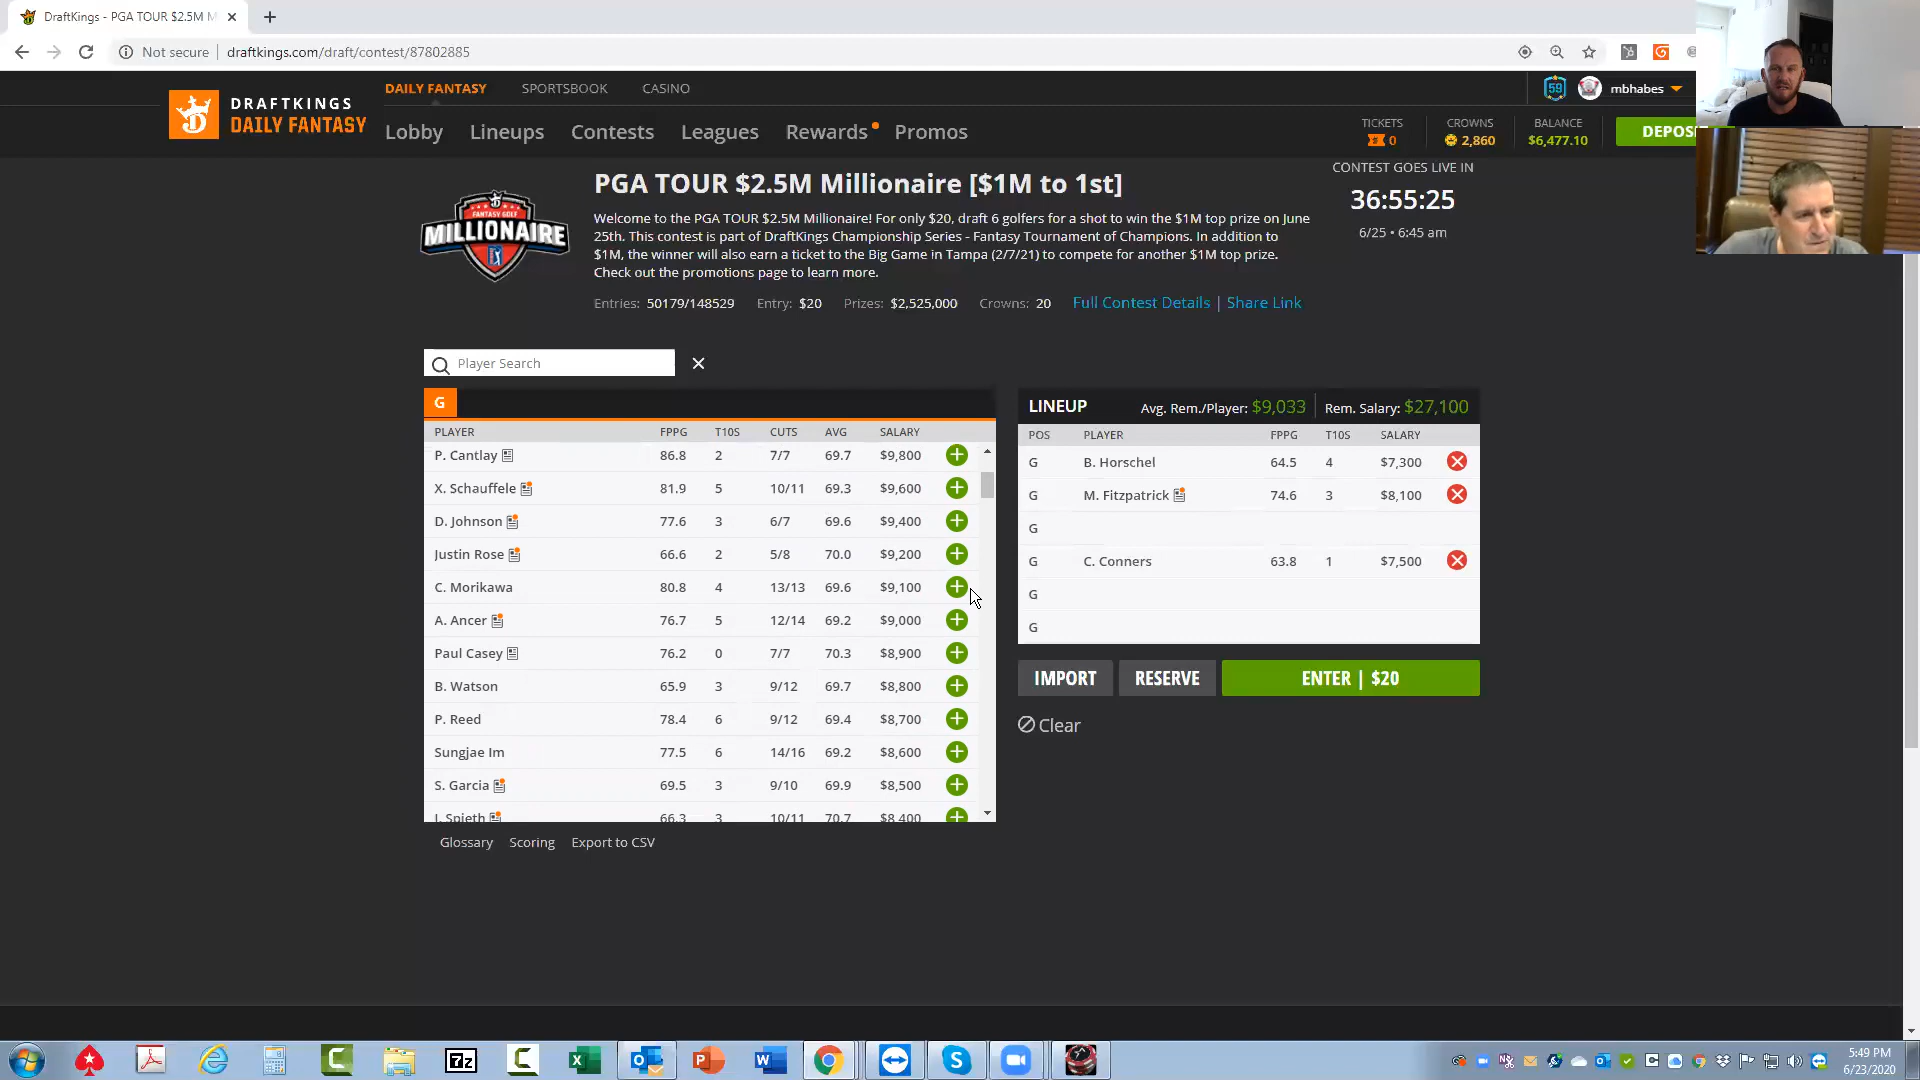 DraftKings - PGA TOUR $2.5M M
Not secure
draftkings.com/draft/contest/87802885
DRAFTKINGS
DAILY FANTASY
DAILY FANTASY
SPORTSBOOK
CASINO
Lobby
Lineups
Contests
Leagues
Rewards
Promos
59
mbhabes
TICKETS
0
CROWNS
2,860
BALANCE
$6,477.10
DEPOS
FANTASY GOLF
MILLIONAIRE
PGA TOUR $2.5M Millionaire [$1M to 1st]
Welcome to the PGA TOUR $2.5M Millionaire! For only $20, draft 6 golfers for a shot to win the $1M top prize on June
25th. This contest is part of DraftKings Championship Series - Fantasy Tournament of Champions. In addition to
$1M, the winner will also earn a ticket to the Big Game in Tampa (2/7/21) to compete for another $1M top prize.
Check out the promotions page to learn more.
Entries: 50179/148529 Entry: $20 Prizes: $2,525,000 Crowns: 20 Full Contest Details | Share Link
CONTEST GOES LIVE IN
36:55:25
6/25 • 6:45 am
Player Search
G
PLAYER FPPG T10S CUTS AVG SALARY
P. Cantlay 86.8 2 7/7 69.7 $9,800
X. Schauffele 81.9 5 10/11 69.3 $9,600
D. Johnson 77.6 3 6/7 69.6 $9,400
Justin Rose 66.6 2 5/8 70.0 $9,200
C. Morikawa 80.8 4 13/13 69.6 $9,100
A. Ancer 76.7 5 12/14 69.2 $9,000
Paul Casey 76.2 0 7/7 70.3 $8,900
B. Watson 65.9 3 9/12 69.7 $8,800
P. Reed 78.4 6 9/12 69.4 $8,700
Sungjae Im 77.5 6 14/16 69.2 $8,600
S. Garcia 69.5 3 9/10 69.9 $8,500
J. Spieth 66.3 3 10/11 70.7 $8,400
Glossary
Scoring
Export to CSV
LINEUP
Avg. Rem./Player: $9,033
Rem. Salary: $27,100
POS PLAYER FPPG T10S SALARY
G B. Horschel 64.5 4 $7,300
G M. Fitzpatrick 74.6 3 $8,100
G
G C. Conners 63.8 1 $7,500
G
G
IMPORT
RESERVE
ENTER | $20
Clear
5:49 PM
6/23/2020